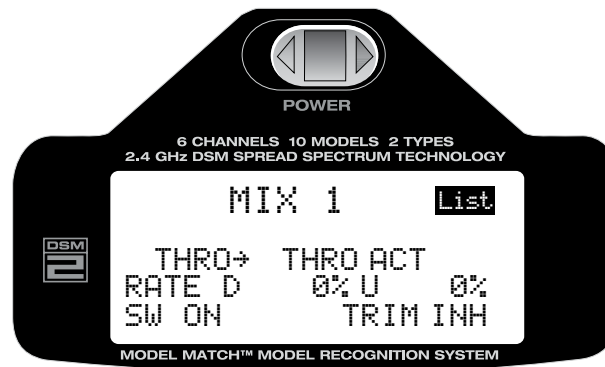 POWER
6 CHANNELS 10 MODELS 2 TYPES
2.4 GHz DSM SPREAD SPECTRUM TECHNOLOGY
MIX 1 List
DSM
2
THRO→ THRO ACT
RATE D 0% U 0%
SW ON TRIM INH
MODEL MATCH™ MODEL RECOGNITION SYSTEM